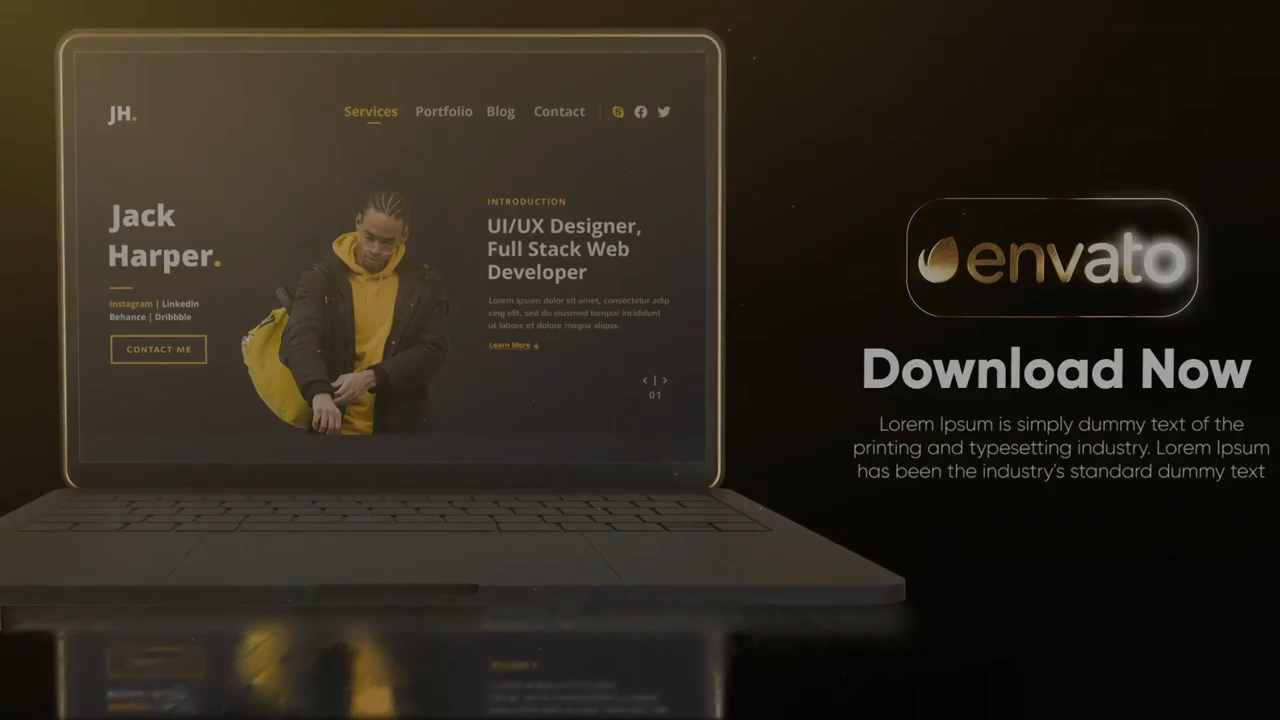 JH.
Services Portfolio Blog Contact
Jack
Harper.
Instagram | LinkedIn
Behance | Dribbble
CONTACT ME
INTRODUCTION
UI/UX Designer,
Full Stack Web
Developer
Lorem ipsum dolor sit amet, consectetur adip
cing elit, sed do eiusmod tempor incididunt
ut labore et dolore magna aliqua.
Learn More
‹ | ›
01
envato
Download Now
Lorem Ipsum is simply dummy text of the
printing and typesetting industry. Lorem Ipsum
has been the industry's standard dummy text